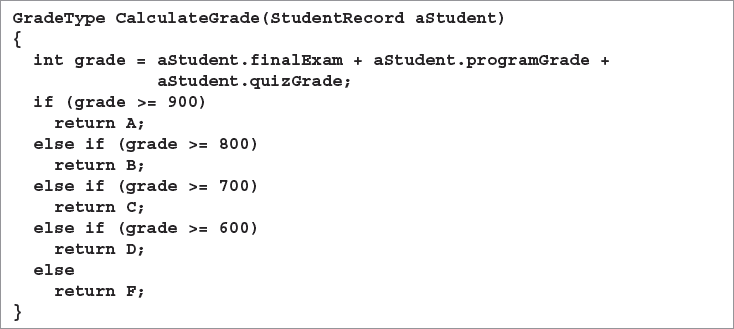 GradeType CalculateGrade(StudentRecord aStudent)
{
  int grade = aStudent.finalExam + aStudent.programGrade +
              aStudent.quizGrade;
  if (grade >= 900)
    return A;
  else if (grade >= 800)
    return B;
  else if (grade >= 700)
    return C;
  else if (grade >= 600)
    return D;
  else
    return F;
}